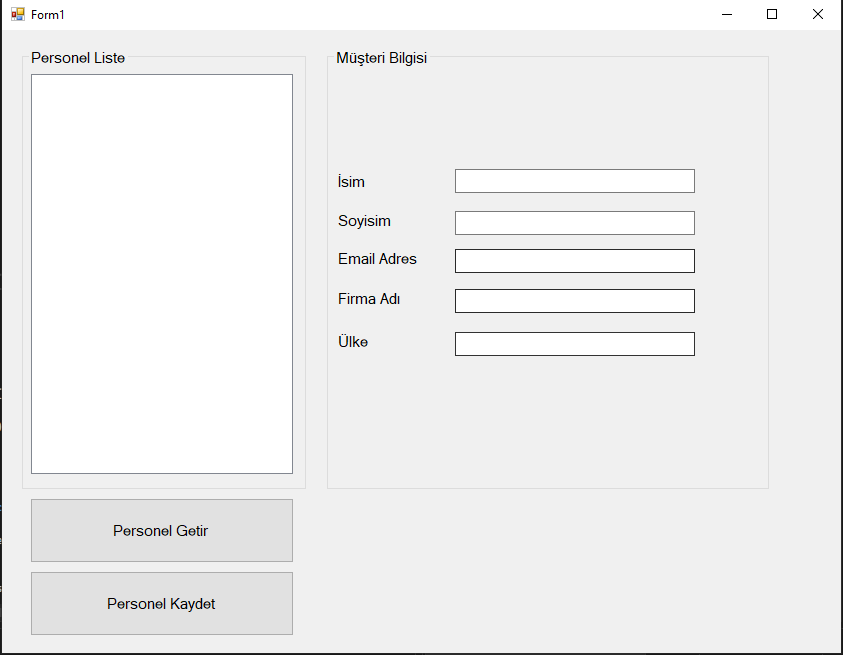 Form1
Personel Liste
Müşteri Bilgisi
İsim
Soyisim
Email Adres
Firma Adı
Ülke
Personel Getir
Personel Kaydet